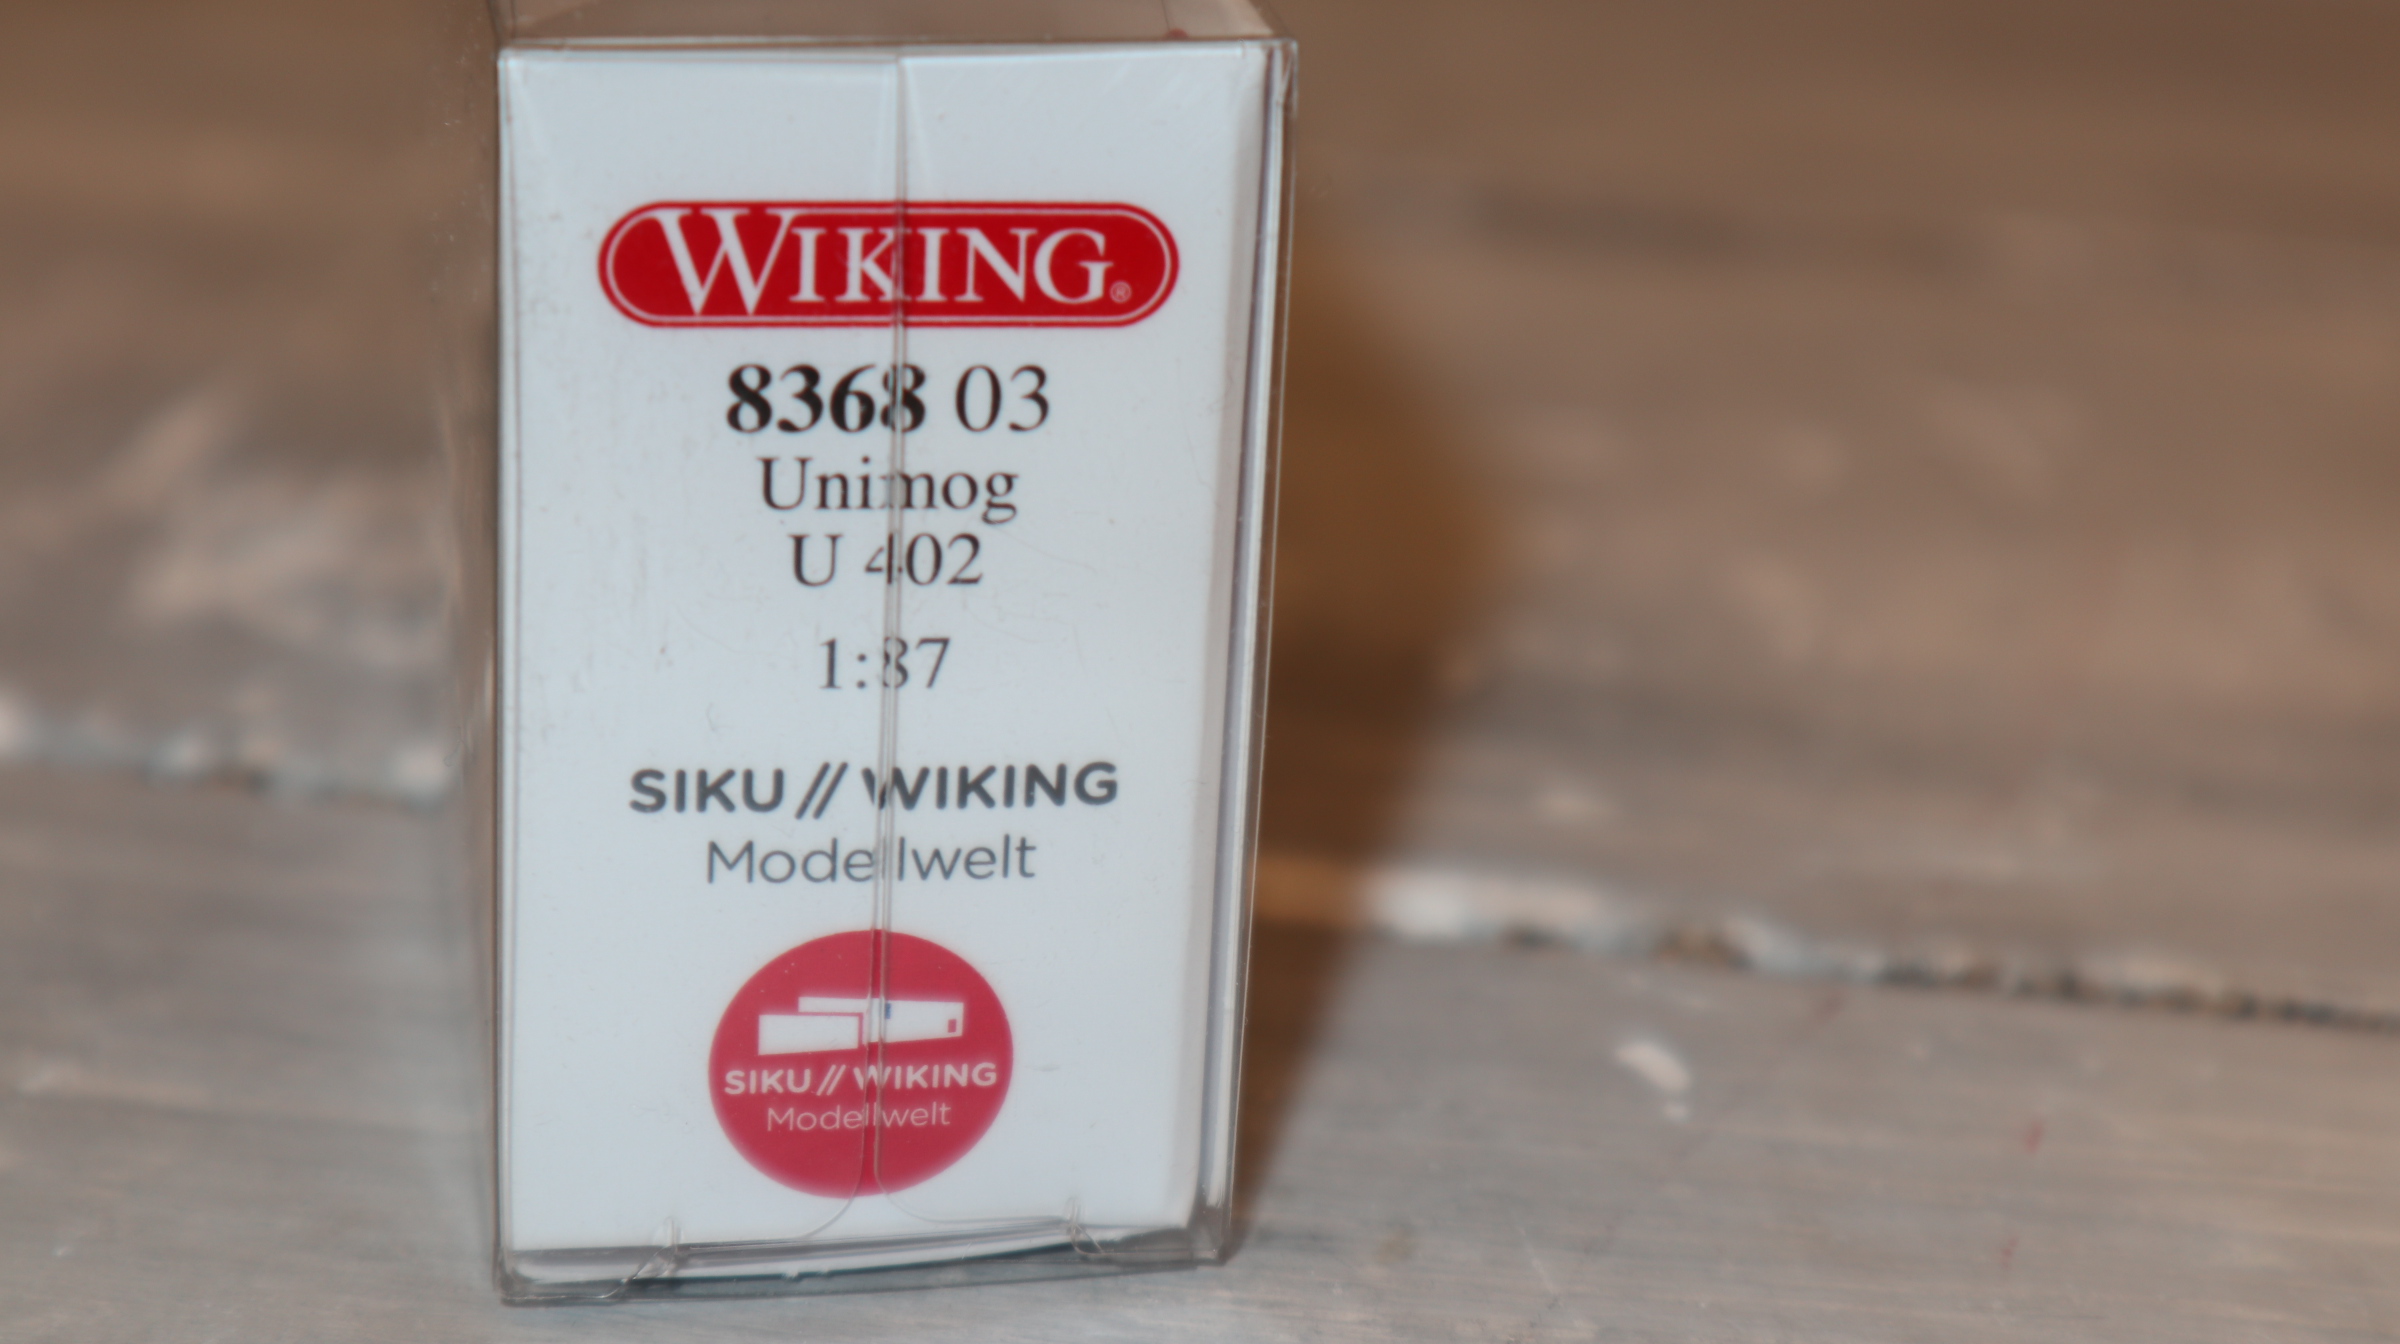 WIKING®
8368 03
Unimog
U 402
1:87
SIKU // WIKING
Modellwelt
SIKU // WIKING
Modellwelt